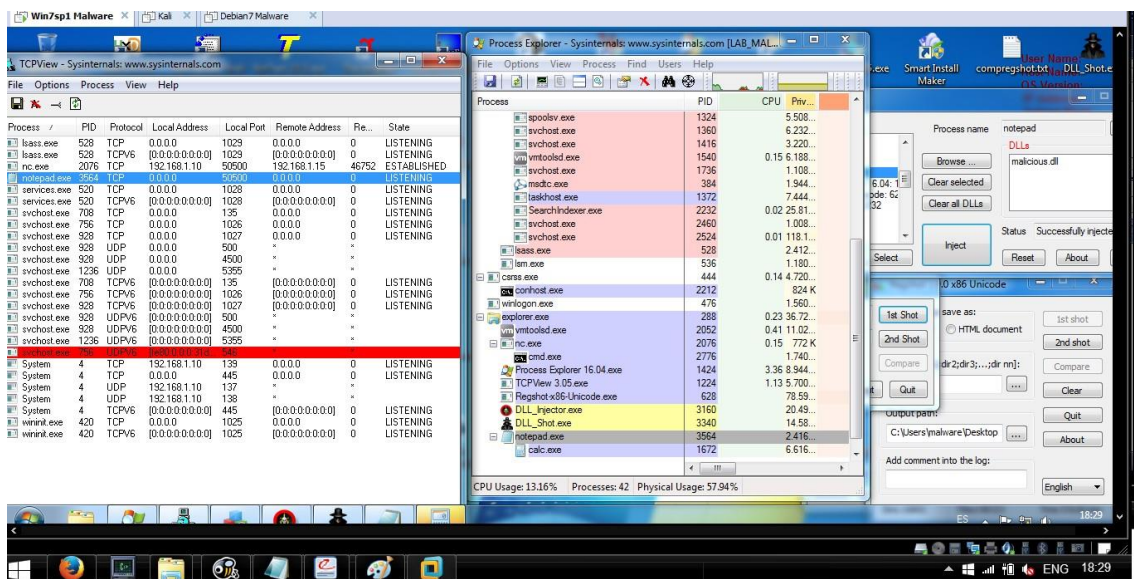 Win7sp1 Malware × Kali × Debian7 Malware ×
TCPView - Sysinternals: www.sysinternals.com
File Options Process View Help
Process / PID Protocol Local Address Local Port Remote Address Re... State
lsass.exe 528 TCP 0.0.0.0 1029 0.0.0.0 0 LISTENING
lsass.exe 528 TCPV6 [0:0:0:0:0:0:0:0] 1029 [0:0:0:0:0:0:0:0] 0 LISTENING
nc.exe 2076 TCP 192.168.1.10 50500 192.168.1.15 46752 ESTABLISHED
notepad.exe 3564 TCP 0.0.0.0 50500 0.0.0.0 0 LISTENING
services.exe 520 TCP 0.0.0.0 1028 0.0.0.0 0 LISTENING
services.exe 520 TCPV6 [0:0:0:0:0:0:0:0] 1028 [0:0:0:0:0:0:0:0] 0 LISTENING
svchost.exe 708 TCP 0.0.0.0 135 0.0.0.0 0 LISTENING
svchost.exe 756 TCP 0.0.0.0 1026 0.0.0.0 0 LISTENING
svchost.exe 928 TCP 0.0.0.0 1027 0.0.0.0 0 LISTENING
svchost.exe 928 UDP 0.0.0.0 500 * *
svchost.exe 928 UDP 0.0.0.0 4500 * *
svchost.exe 1236 UDP 0.0.0.0 5355 * *
svchost.exe 708 TCPV6 [0:0:0:0:0:0:0:0] 135 [0:0:0:0:0:0:0:0] 0 LISTENING
svchost.exe 756 TCPV6 [0:0:0:0:0:0:0:0] 1026 [0:0:0:0:0:0:0:0] 0 LISTENING
svchost.exe 928 TCPV6 [0:0:0:0:0:0:0:0] 1027 [0:0:0:0:0:0:0:0] 0 LISTENING
svchost.exe 928 UDPV6 [0:0:0:0:0:0:0:0] 500 * *
svchost.exe 928 UDPV6 [0:0:0:0:0:0:0:0] 4500 * *
svchost.exe 1236 UDPV6 [0:0:0:0:0:0:0:0] 5355 * *
svchost.exe 756 UDPV6 546
System 4 TCP 192.168.1.10 139 0.0.0.0 0 LISTENING
System 4 TCP 0.0.0.0 445 0.0.0.0 0 LISTENING
System 4 UDP 192.168.1.10 137 * *
System 4 UDP 192.168.1.10 138 * *
System 4 TCPV6 [0:0:0:0:0:0:0:0] 445 [0:0:0:0:0:0:0:0] 0 LISTENING
wininit.exe 420 TCP 0.0.0.0 1025 0.0.0.0 0 LISTENING
wininit.exe 420 TCPV6 [0:0:0:0:0:0:0:0] 1025 [0:0:0:0:0:0:0:0] 0 LISTENING
Process Explorer - Sysinternals: www.sysinternals.com [LAB_MAL...
File Options View Process Find Users Help
Process PID CPU Priv...
spoolsv.exe 1324 5.508...
svchost.exe 1360 6.232...
svchost.exe 1416 3.220...
vmtoolsd.exe 1540 0.15 6.188...
svchost.exe 1736 1.108...
msdtc.exe 384 1.944...
taskhost.exe 1372 7.444...
SearchIndexer.exe 2232 0.02 25.81...
svchost.exe 2460 1.008...
svchost.exe 2524 0.01 118.1...
lsass.exe 528 2.412...
lsm.exe 536 1.180...
csrss.exe 444 0.14 4.720...
conhost.exe 2212 824 K
winlogon.exe 476 1.560...
explorer.exe 288 0.23 36.72...
vmtoolsd.exe 2052 0.41 11.02...
nc.exe 2076 0.15 772 K
cmd.exe 2776 1.740...
Process Explorer 16.04.exe 1424 3.36 8.944...
TCPView 3.05.exe 1224 1.13 5.700...
Regshot-x86-Unicode.exe 628 78.59...
DLL_Injector.exe 3160 20.49...
DLL_Shot.exe 3340 14.58...
notepad.exe 3564 2.416...
calc.exe 1672 6.616...
CPU Usage: 13.16% Processes: 42 Physical Usage: 57.94%
Smart Install
Maker
compregshot.txt
DLL_Shot.e
User Name:
OS Version:
Process name notepad
DLLs
malicious.dll
Browse ...
Clear selected
Clear all DLLs
6.04: 1
ode: 62
32
Status Successfully injecte
Inject
Select
Reset
About
.0 x86 Unicode
1st Shot
2nd Shot
Compare
Quit
save as:
HTML document
dir2;dir3;...;dir nn]:
...
Output path:
C:\Users\malware\Desktop
...
Add comment into the log:
1st shot
2nd shot
Compare
Clear
Quit
About
English
ES
18:29
ENG 18:29